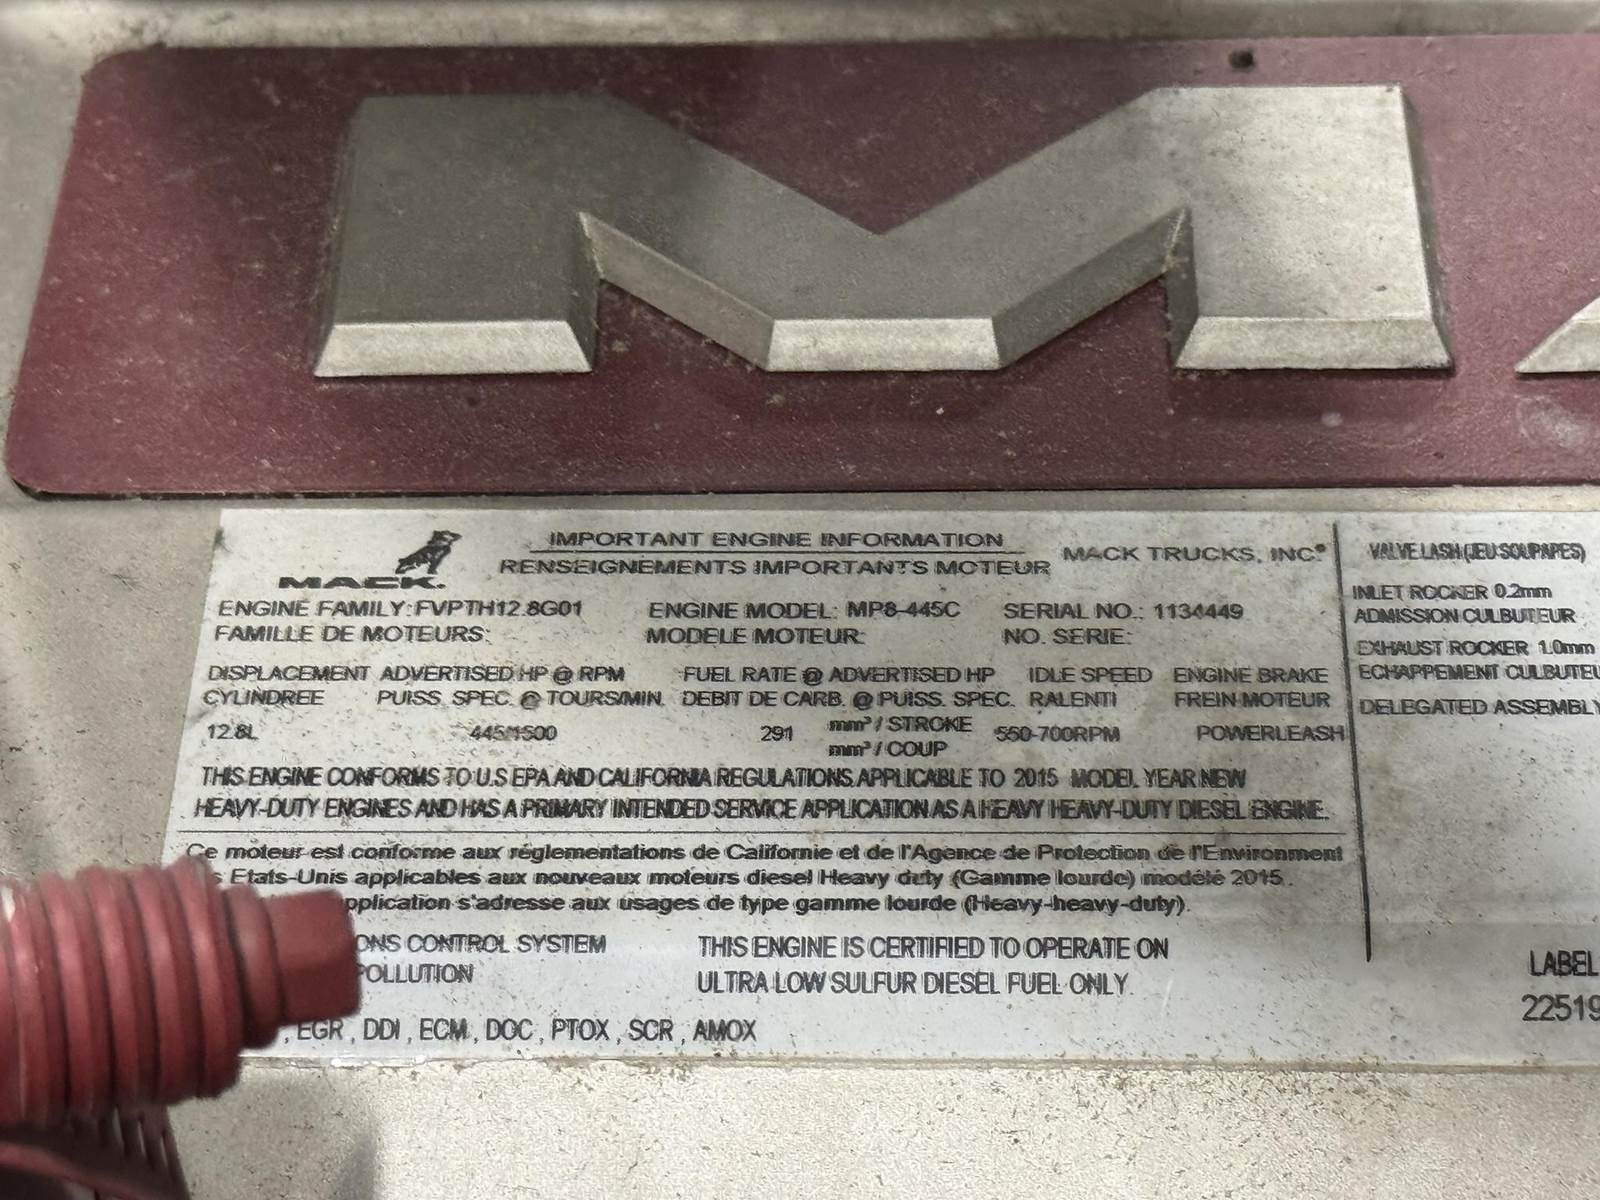 M
IMPORTANT ENGINE INFORMATION
RENSEIGNEMENTS IMPORTANTS MOTEUR
MACK TRUCKS, INC®
MACK.
ENGINE FAMILY: FVPTH12.8G01 ENGINE MODEL: MP8-445C SERIAL NO.: 1134449
FAMILLE DE MOTEURS: MODELE MOTEUR: NO. SERIE:
DISPLACEMENT ADVERTISED HP @ RPM FUEL RATE @ ADVERTISED HP IDLE SPEED ENGINE BRAKE
CYLINDREE PUISS. SPEC. @ TOURS/MIN. DEBIT DE CARB. @ PUISS. SPEC. RALENTI FREIN MOTEUR
12.8L 445/1500 291 mm³ / STROKE 550-700RPM POWERLEASH
mm³ / COUP
THIS ENGINE CONFORMS TO U.S EPA AND CALIFORNIA REGULATIONS APPLICABLE TO 2015 MODEL YEAR NEW
HEAVY-DUTY ENGINES AND HAS A PRIMARY INTENDED SERVICE APPLICATION AS A HEAVY HEAVY-DUTY DIESEL ENGINE.
Ce moteur est conforme aux réglementations de Californie et de l'Agence de Protection de l'Environment
s Etats-Unis applicables aux nouveaux moteurs diesel Heavy duty (Gamme lourde) modélé 2015.
pplication s'adresse aux usages de type gamme lourde (Heavy-heavy-duty).
ONS CONTROL SYSTEM
POLLUTION
, EGR, DDI, ECM, DOC, PTOX, SCR, AMOX
THIS ENGINE IS CERTIFIED TO OPERATE ON
ULTRA LOW SULFUR DIESEL FUEL ONLY.
VALVE LASH (JEU SOUPAPES)
INLET ROCKER 0.2mm
ADMISSION CULBUTEUR
EXHAUST ROCKER 1.0mm
ECHAPPEMENT CULBUTEU
DELEGATED ASSEMBLY
LABEL
22519